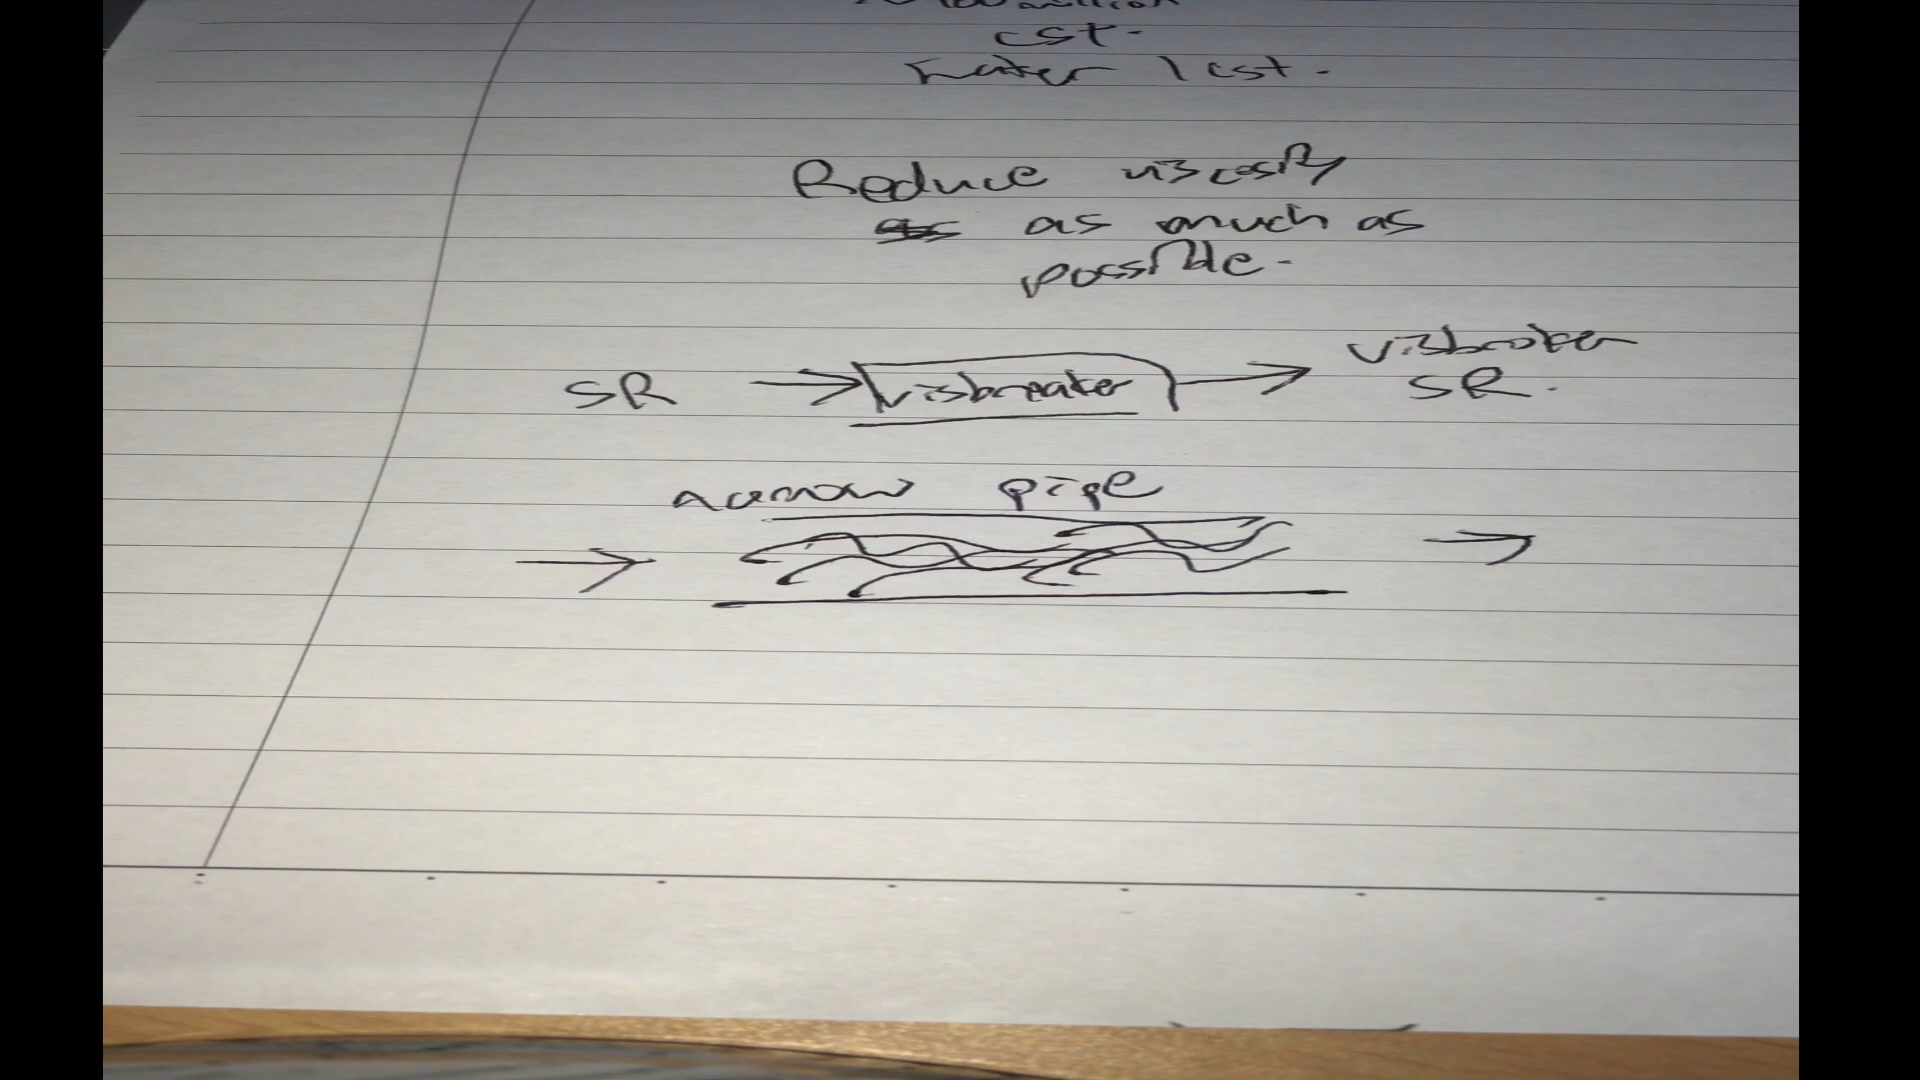 cst.
water 1 cst.
Reduce viscosity
as much as
possible.
SR → visbreaker → visbroken
SR.
narrow pipe